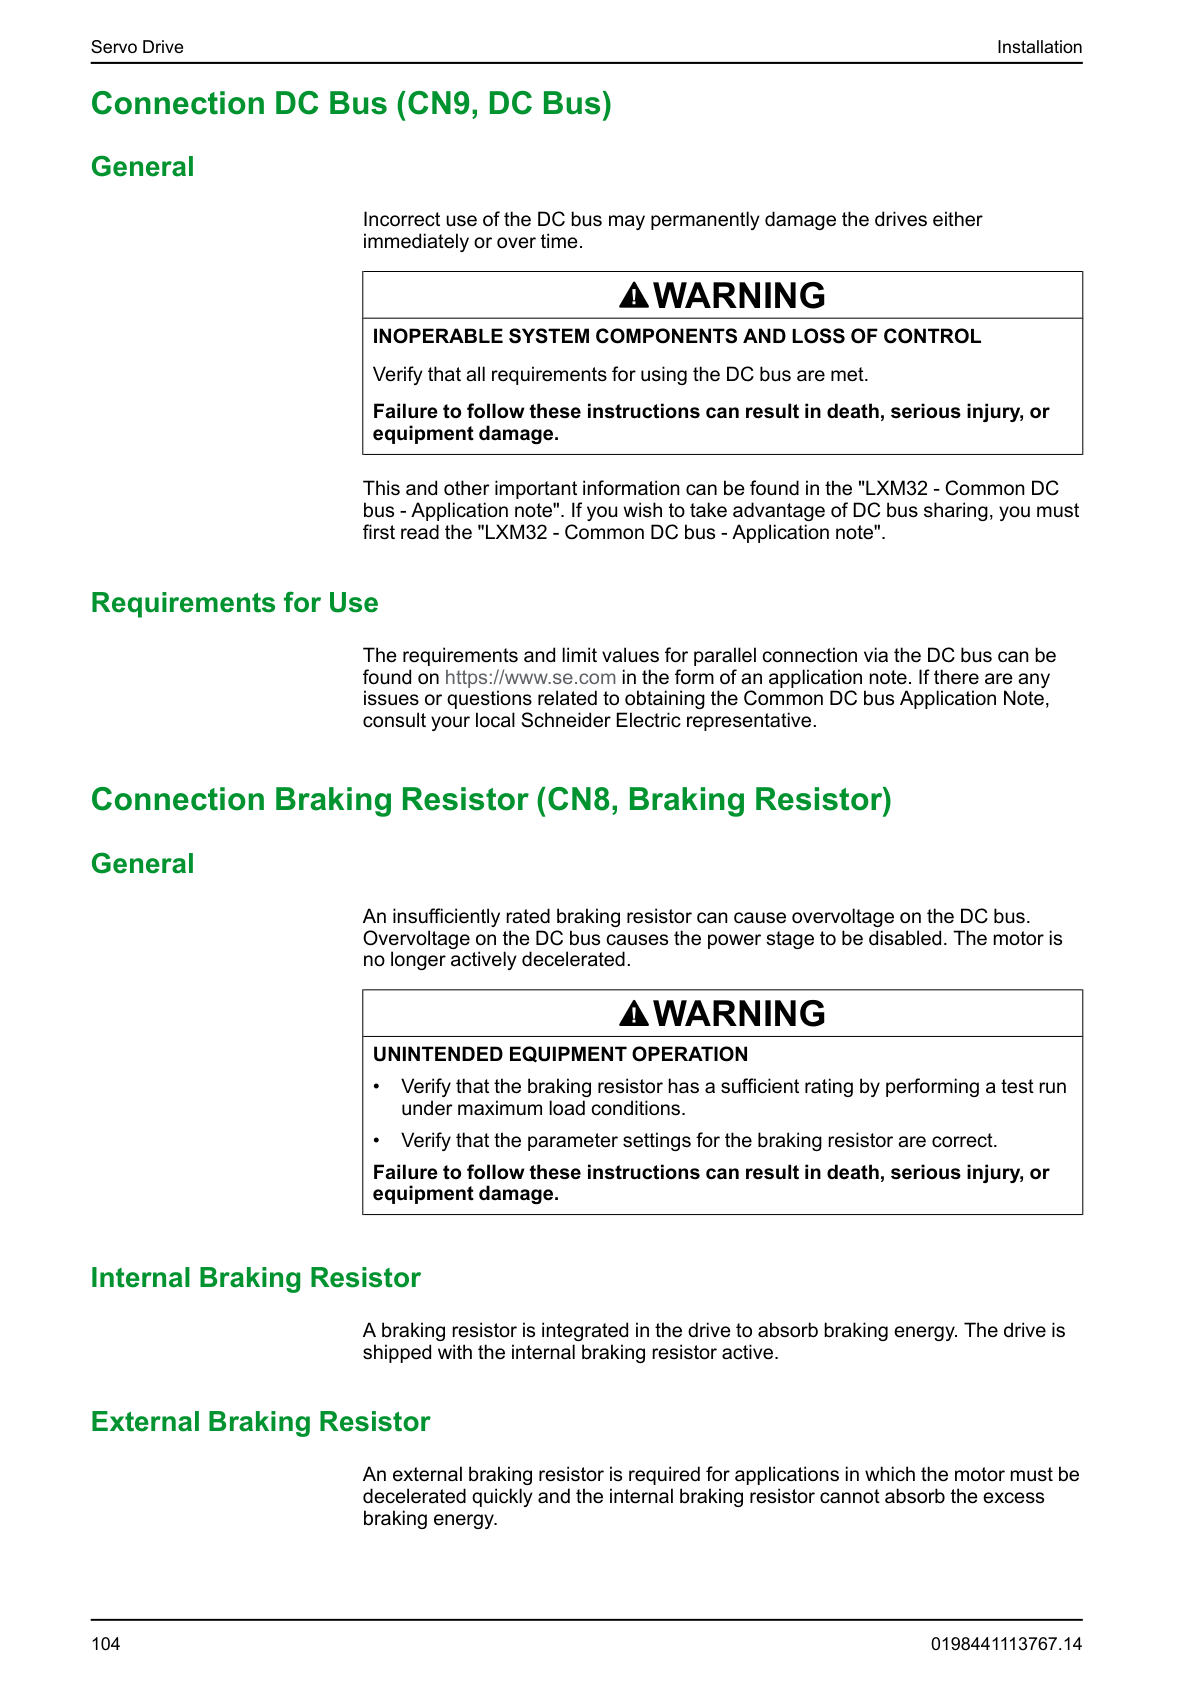 Servo Drive
Installation
Connection DC Bus (CN9, DC Bus)
General
Incorrect use of the DC bus may permanently damage the drives either
immediately or over time.
WARNING
INOPERABLE SYSTEM COMPONENTS AND LOSS OF CONTROL
Verify that all requirements for using the DC bus are met.
Failure to follow these instructions can result in death, serious injury, or
equipment damage.
This and other important information can be found in the "LXM32 - Common DC
bus - Application note". If you wish to take advantage of DC bus sharing, you must
first read the "LXM32 - Common DC bus - Application note".
Requirements for Use
The requirements and limit values for parallel connection via the DC bus can be
found on https://www.se.com in the form of an application note. If there are any
issues or questions related to obtaining the Common DC bus Application Note,
consult your local Schneider Electric representative.
Connection Braking Resistor (CN8, Braking Resistor)
General
An insufficiently rated braking resistor can cause overvoltage on the DC bus.
Overvoltage on the DC bus causes the power stage to be disabled. The motor is
no longer actively decelerated.
WARNING
UNINTENDED EQUIPMENT OPERATION
• Verify that the braking resistor has a sufficient rating by performing a test run
under maximum load conditions.
• Verify that the parameter settings for the braking resistor are correct.
Failure to follow these instructions can result in death, serious injury, or
equipment damage.
Internal Braking Resistor
A braking resistor is integrated in the drive to absorb braking energy. The drive is
shipped with the internal braking resistor active.
External Braking Resistor
An external braking resistor is required for applications in which the motor must be
decelerated quickly and the internal braking resistor cannot absorb the excess
braking energy.
104
0198441113767.14